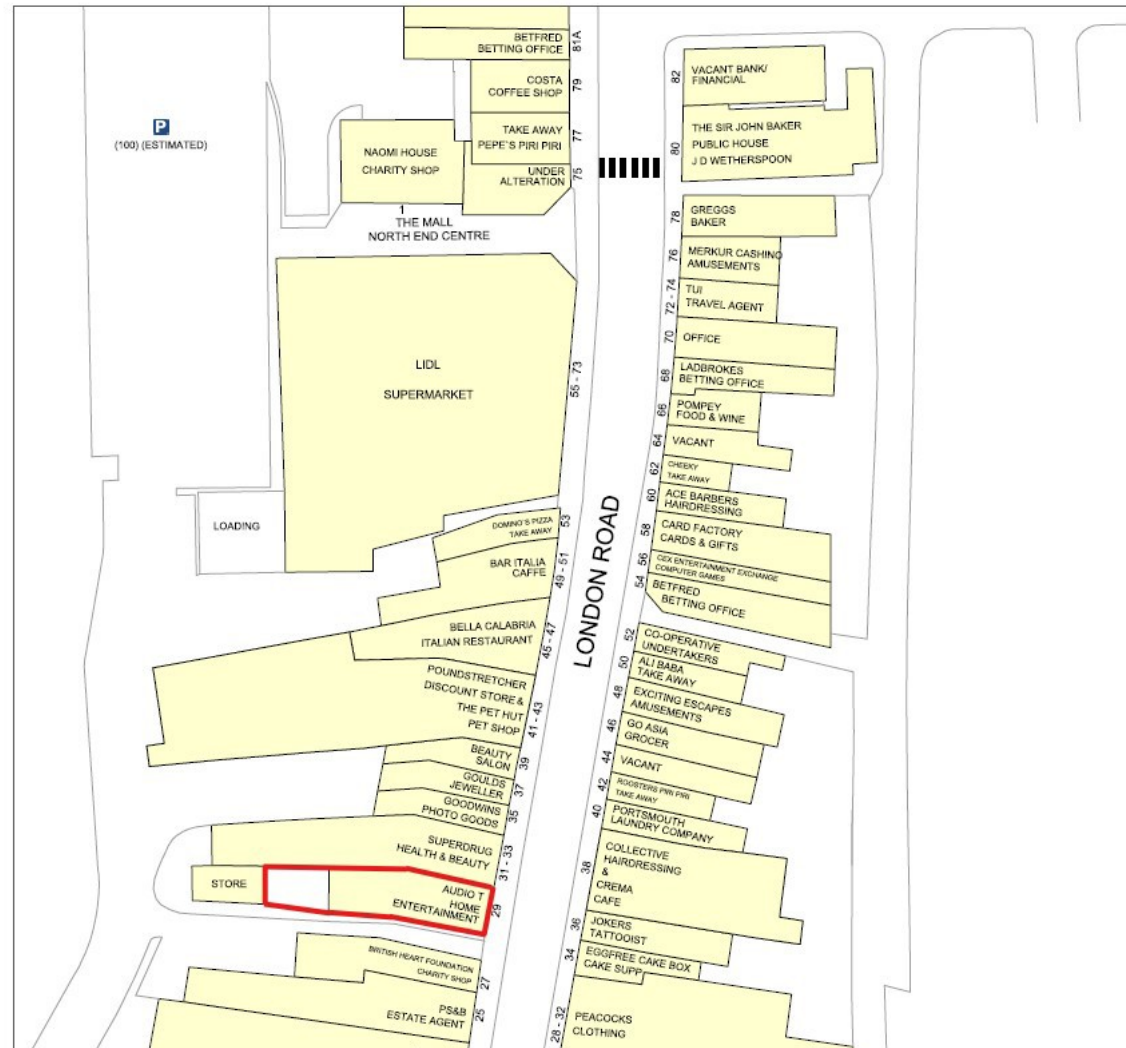 BETFRED
BETTING OFFICE
81A
COSTA
COFFEE SHOP
79
TAKE AWAY
PEPE'S PIRI PIRI
77
UNDER
ALTERATION
75
P
(100) (ESTIMATED)
NAOMI HOUSE
CHARITY SHOP
1
THE MALL
NORTH END CENTRE
LIDL
SUPERMARKET
55 - 73
LOADING
DOMINO'S PIZZA
TAKE AWAY
53
BAR ITALIA
CAFFE
49 - 51
BELLA CALABRIA
ITALIAN RESTAURANT
45 - 47
POUNDSTRETCHER
DISCOUNT STORE &
THE PET HUT
PET SHOP
41 - 43
BEAUTY
SALON
39
GOULDS
JEWELLER
37
GOODWINS
PHOTO GOODS
35
SUPERDRUG
HEALTH & BEAUTY
31 - 33
STORE
AUDIO T
HOME
ENTERTAINMENT
29
BRITISH HEART FOUNDATION
CHARITY SHOP
27
PS&B
ESTATE AGENT
25
LONDON ROAD
82
VACANT BANK/
FINANCIAL
80
THE SIR JOHN BAKER
PUBLIC HOUSE
J D WETHERSPOON
78
GREGGS
BAKER
76
MERKUR CASHINO
AMUSEMENTS
72 - 74
TUI
TRAVEL AGENT
70
OFFICE
68
LADBROKES
BETTING OFFICE
66
POMPEY
FOOD & WINE
64
VACANT
62
CHEEKY
TAKE AWAY
60
ACE BARBERS
HAIRDRESSING
58
CARD FACTORY
CARDS & GIFTS
56
CEX ENTERTAINMENT EXCHANGE
COMPUTER GAMES
54
BETFRED
BETTING OFFICE
52
CO-OPERATIVE
UNDERTAKERS
50
ALI BABA
TAKE AWAY
48
EXCITING ESCAPES
AMUSEMENTS
46
GO ASIA
GROCER
44
VACANT
42
ROOSTERS PIRI PIRI
TAKE AWAY
40
PORTSMOUTH
LAUNDRY COMPANY
38
COLLECTIVE
HAIRDRESSING
&
CREMA
CAFE
36
JOKERS
TATTOOIST
34
EGGFREE CAKE BOX
CAKE SUPP
28 - 32
PEACOCKS
CLOTHING